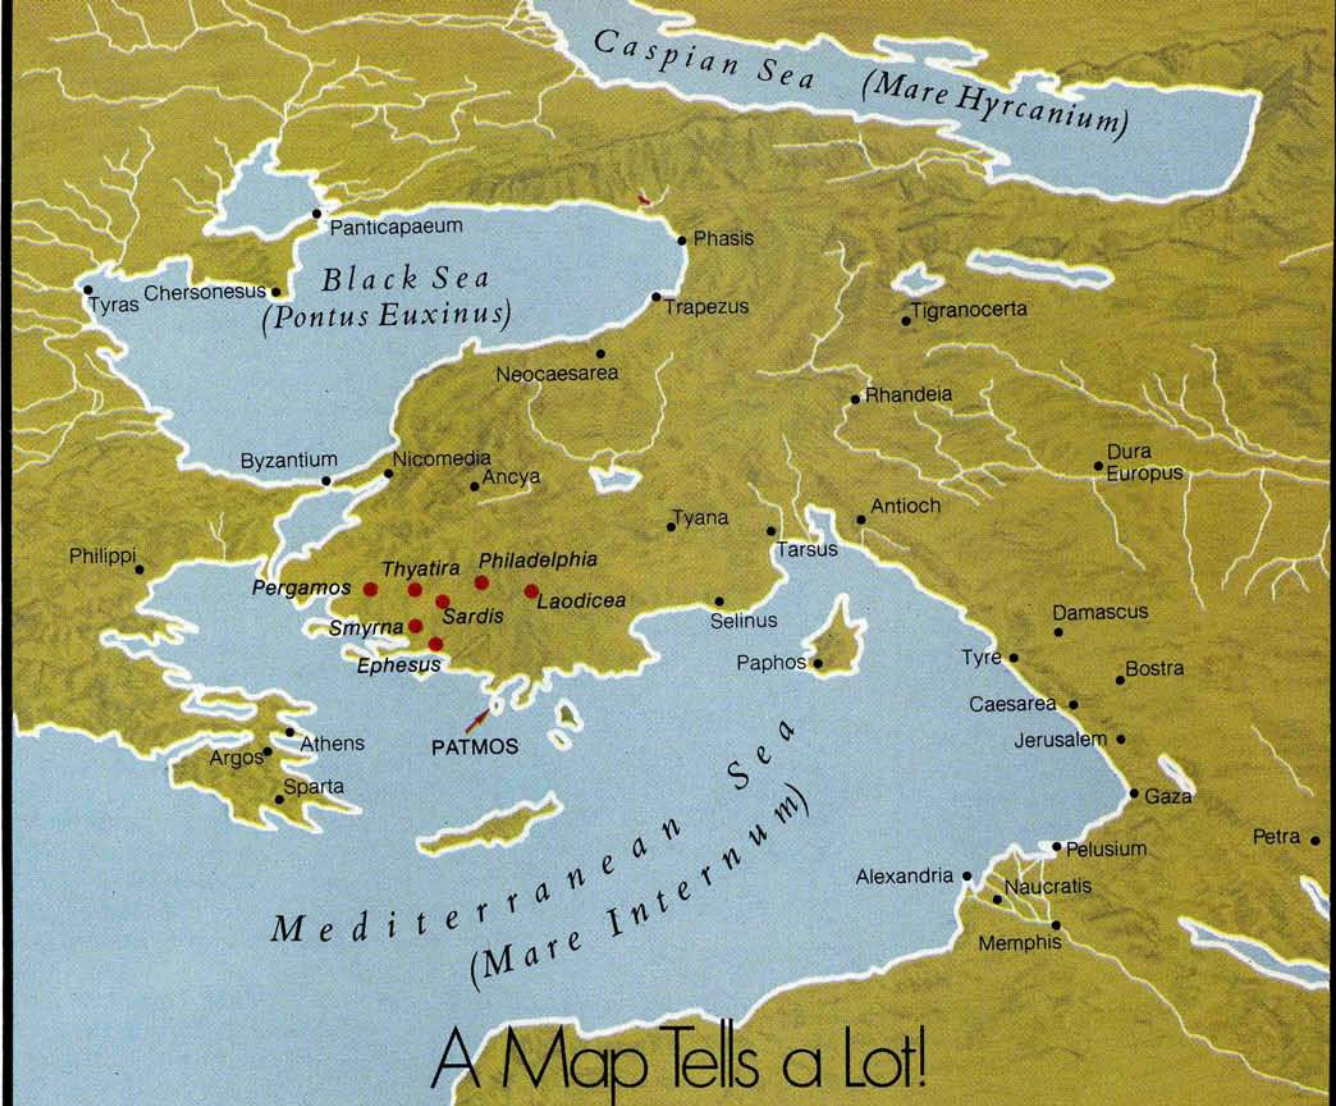 Caspian Sea (Mare Hyrcanium)
Panticapaeum
Phasis
Black Sea
(Pontus Euxinus)
Tyras
Chersonesus
Trapezus
Tigranocerta
Neocaesarea
Rhandeia
Byzantium
Nicomedia
Ancya
Dura
Europus
Antioch
Tyana
Tarsus
Philippi
Pergamos
Thyatira
Philadelphia
Laodicea
Sardis
Smyrna
Ephesus
Selinus
Damascus
Paphos
Tyre
Bostra
Caesarea
PATMOS
Jerusalem
Athens
Argos
Sparta
Gaza
Mediterranean Sea
(Mare Internum)
Petra
Pelusium
Alexandria
Naucratis
Memphis
A Map Tells a Lot!